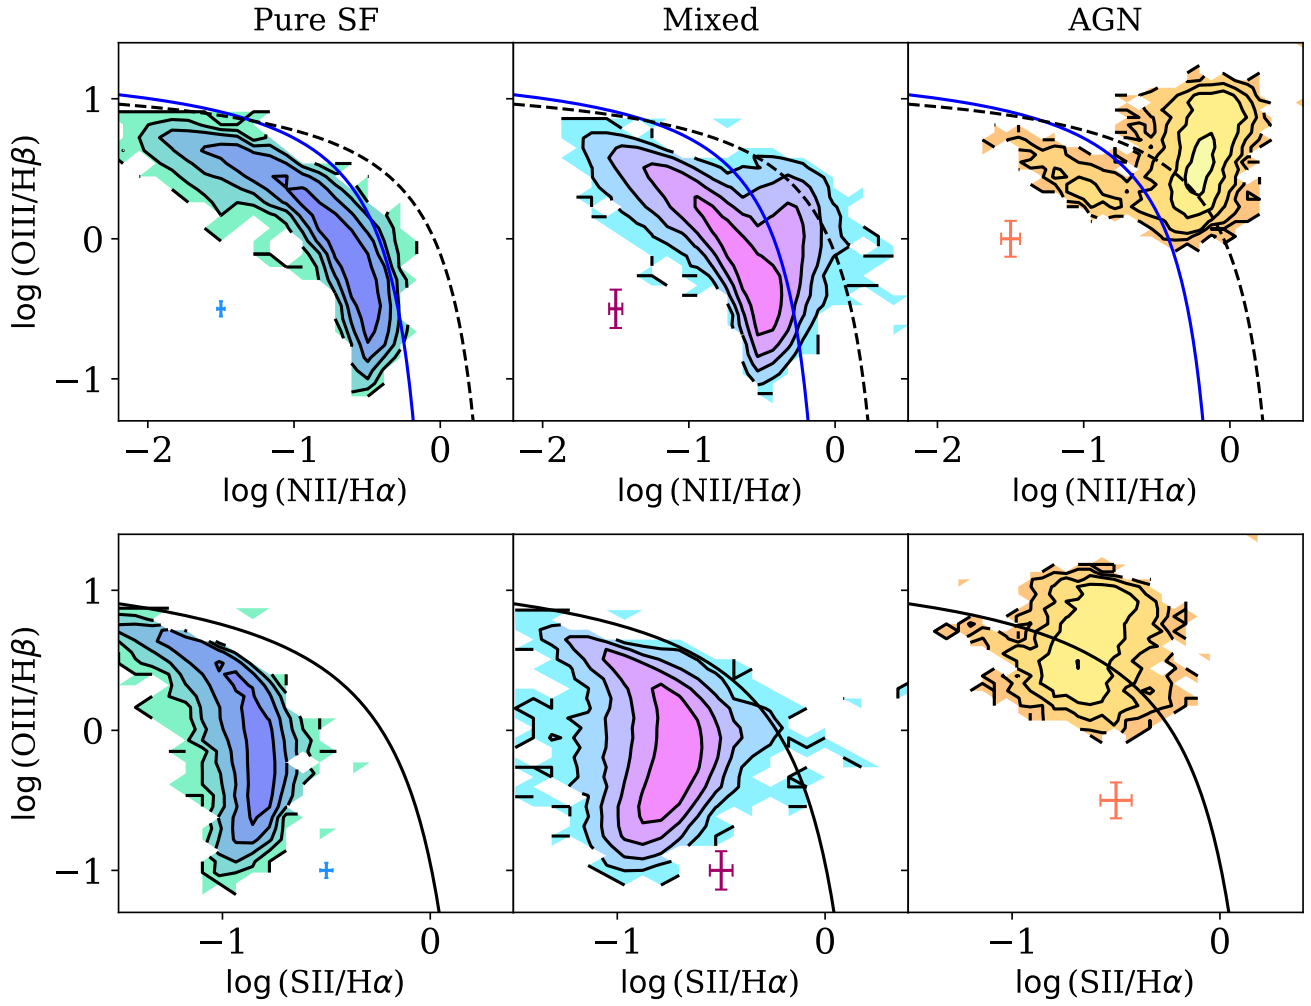 Pure SF Mixed AGN
log (OIII/Hβ)
1
0
−1
−2 −1 0 −2 −1 0 −2 −1 0
log (NII/Hα) log (NII/Hα) log (NII/Hα)
log (OIII/Hβ)
1
0
−1
−1 0 −1 0 −1 0
log (SII/Hα) log (SII/Hα) log (SII/Hα)